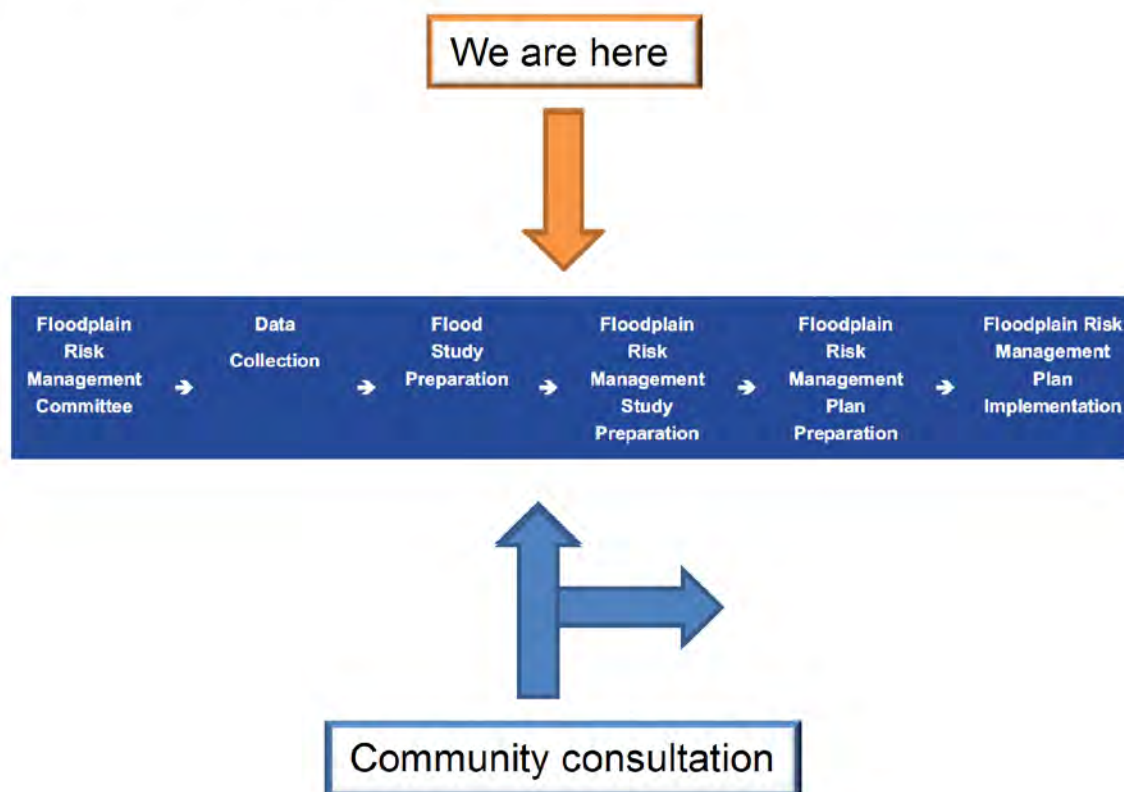 We are here
Floodplain
Risk
Management
Committee
Data
Collection
Flood
Study
Preparation
Floodplain
Risk
Management
Study
Preparation
Floodplain
Risk
Management
Plan
Preparation
Floodplain Risk
Management
Plan
Implementation
Community consultation